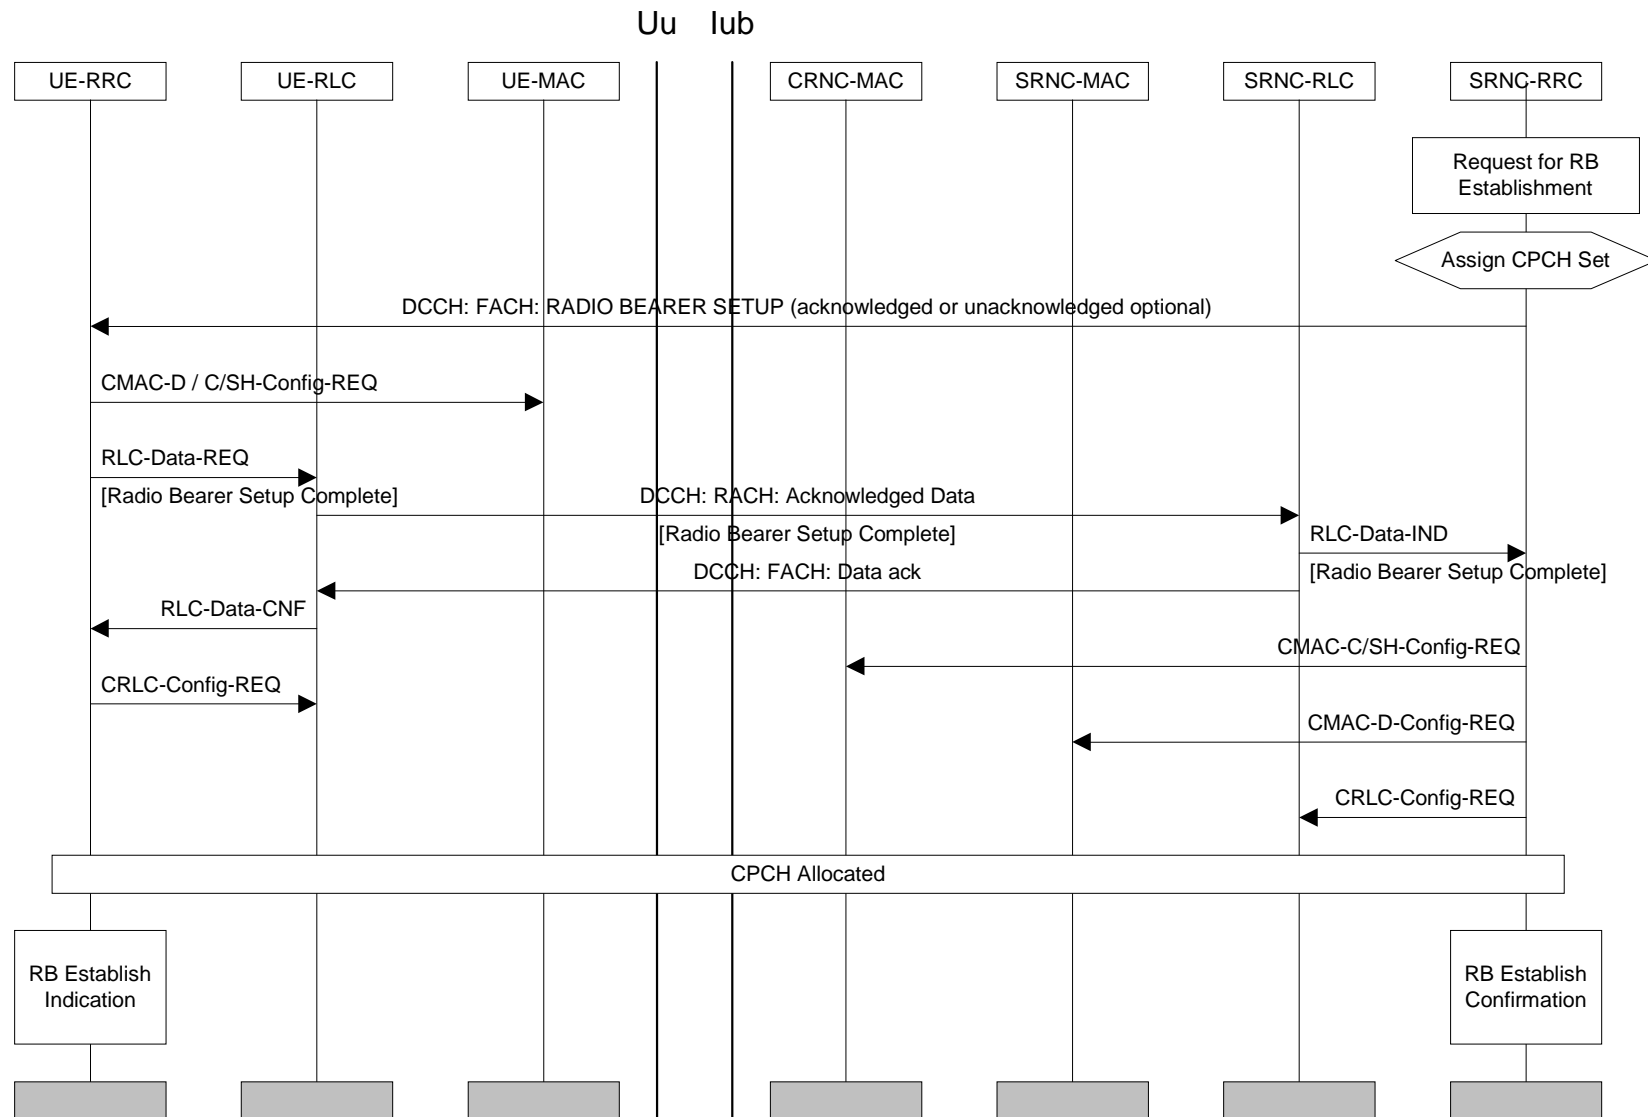 Uu Iub
UE-RRC UE-RLC UE-MAC CRNC-MAC SRNC-MAC SRNC-RLC SRNC-RRC
Request for RB
Establishment
Assign CPCH Set
DCCH: FACH: RADIO BEARER SETUP (acknowledged or unacknowledged optional)
CMAC-D / C/SH-Config-REQ
RLC-Data-REQ
[Radio Bearer Setup Complete]
DCCH: RACH: Acknowledged Data
[Radio Bearer Setup Complete]
RLC-Data-IND
[Radio Bearer Setup Complete]
DCCH: FACH: Data ack
RLC-Data-CNF
CMAC-C/SH-Config-REQ
CRLC-Config-REQ
CMAC-D-Config-REQ
CRLC-Config-REQ
CPCH Allocated
RB Establish
Indication
RB Establish
Confirmation